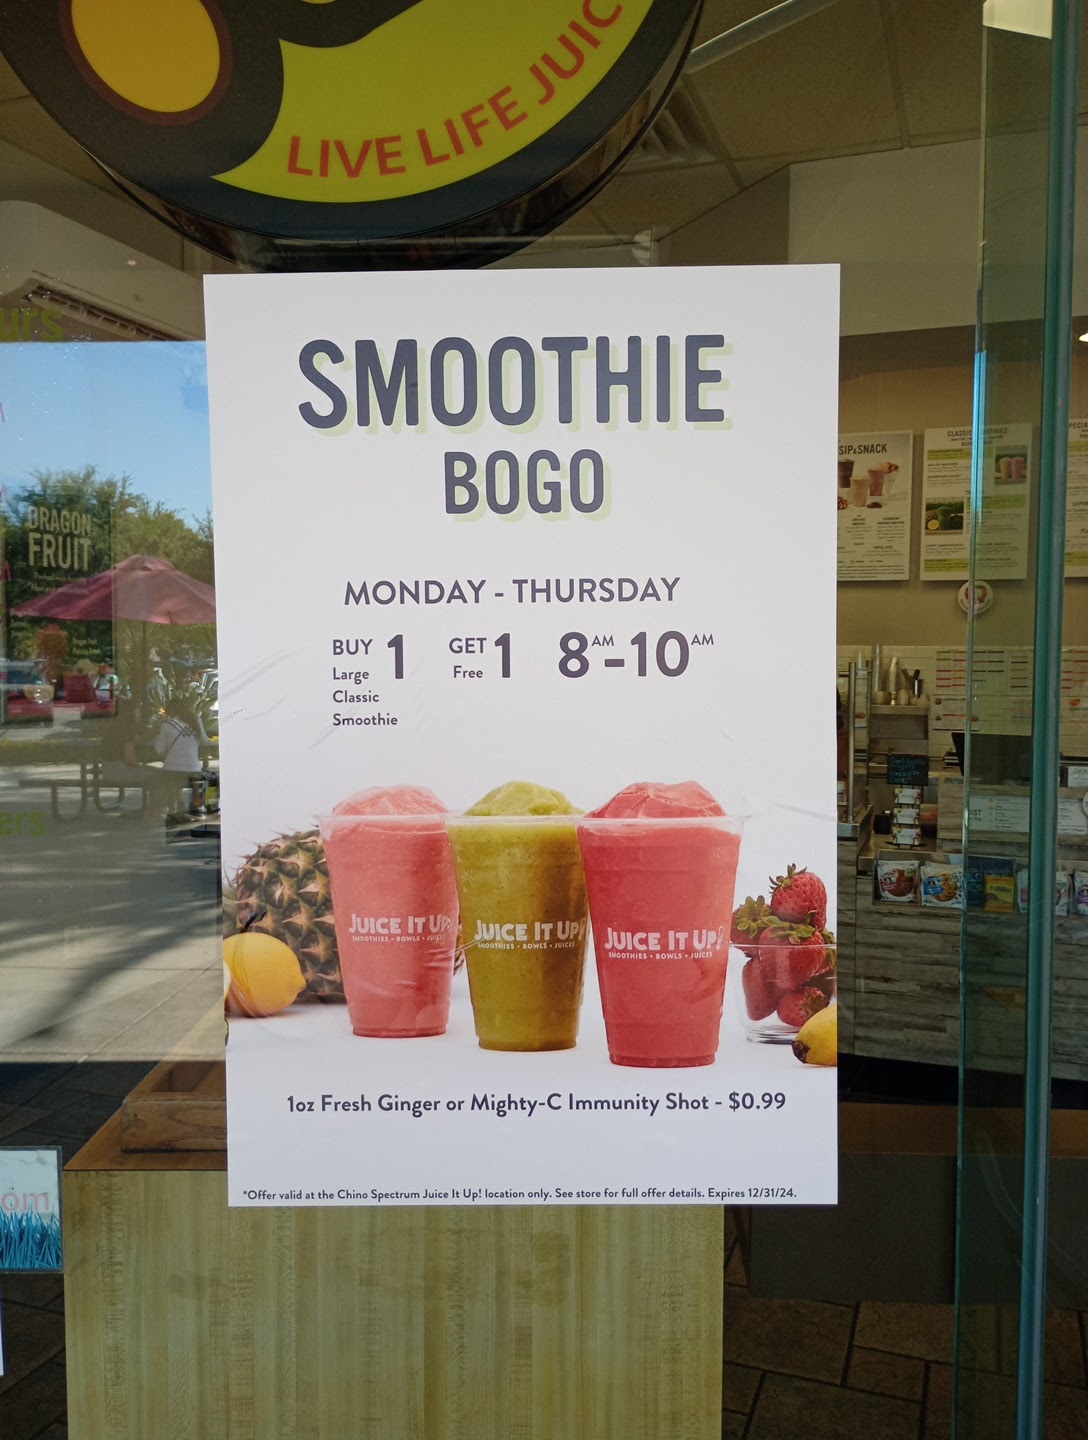 LIVE LIFE JUIC
urs
SMOOTHIE
BOGO
MONDAY - THURSDAY
BUY 1 GET 1 8AM-10AM
Large Free
Classic
Smoothie
DRAGON
FRUIT
SIP&SNACK
CLASSIC SMOOTHIES
ers
JUICE IT UP!
SMOOTHIES • BOWLS • JUICES
JUICE IT UP!
SMOOTHIES • BOWLS • JUICES
JUICE IT UP!
SMOOTHIES • BOWLS • JUICES
1oz Fresh Ginger or Mighty-C Immunity Shot - $0.99
*Offer valid at the Chino Spectrum Juice It Up! location only. See store for full offer details. Expires 12/31/24.
om